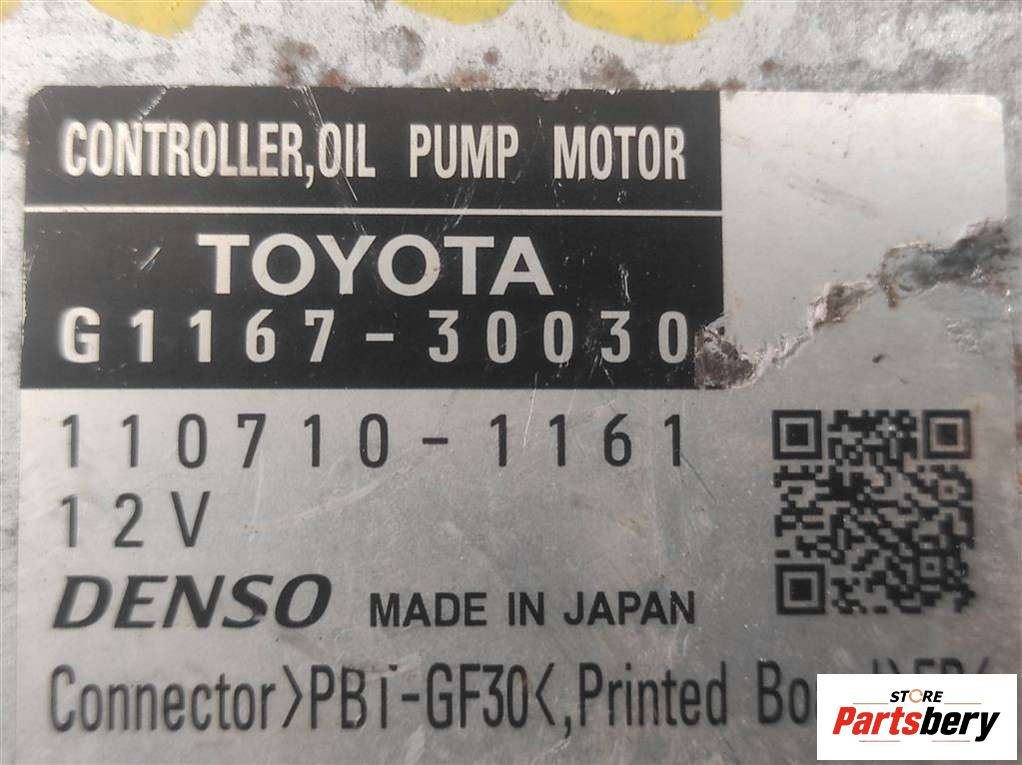 CONTROLLER,OIL PUMP MOTOR
TOYOTA
G1167-30030
110710-1161
12V
DENSO MADE IN JAPAN
Connector>PBT-GF30<,Printed
STORE
Partsbery